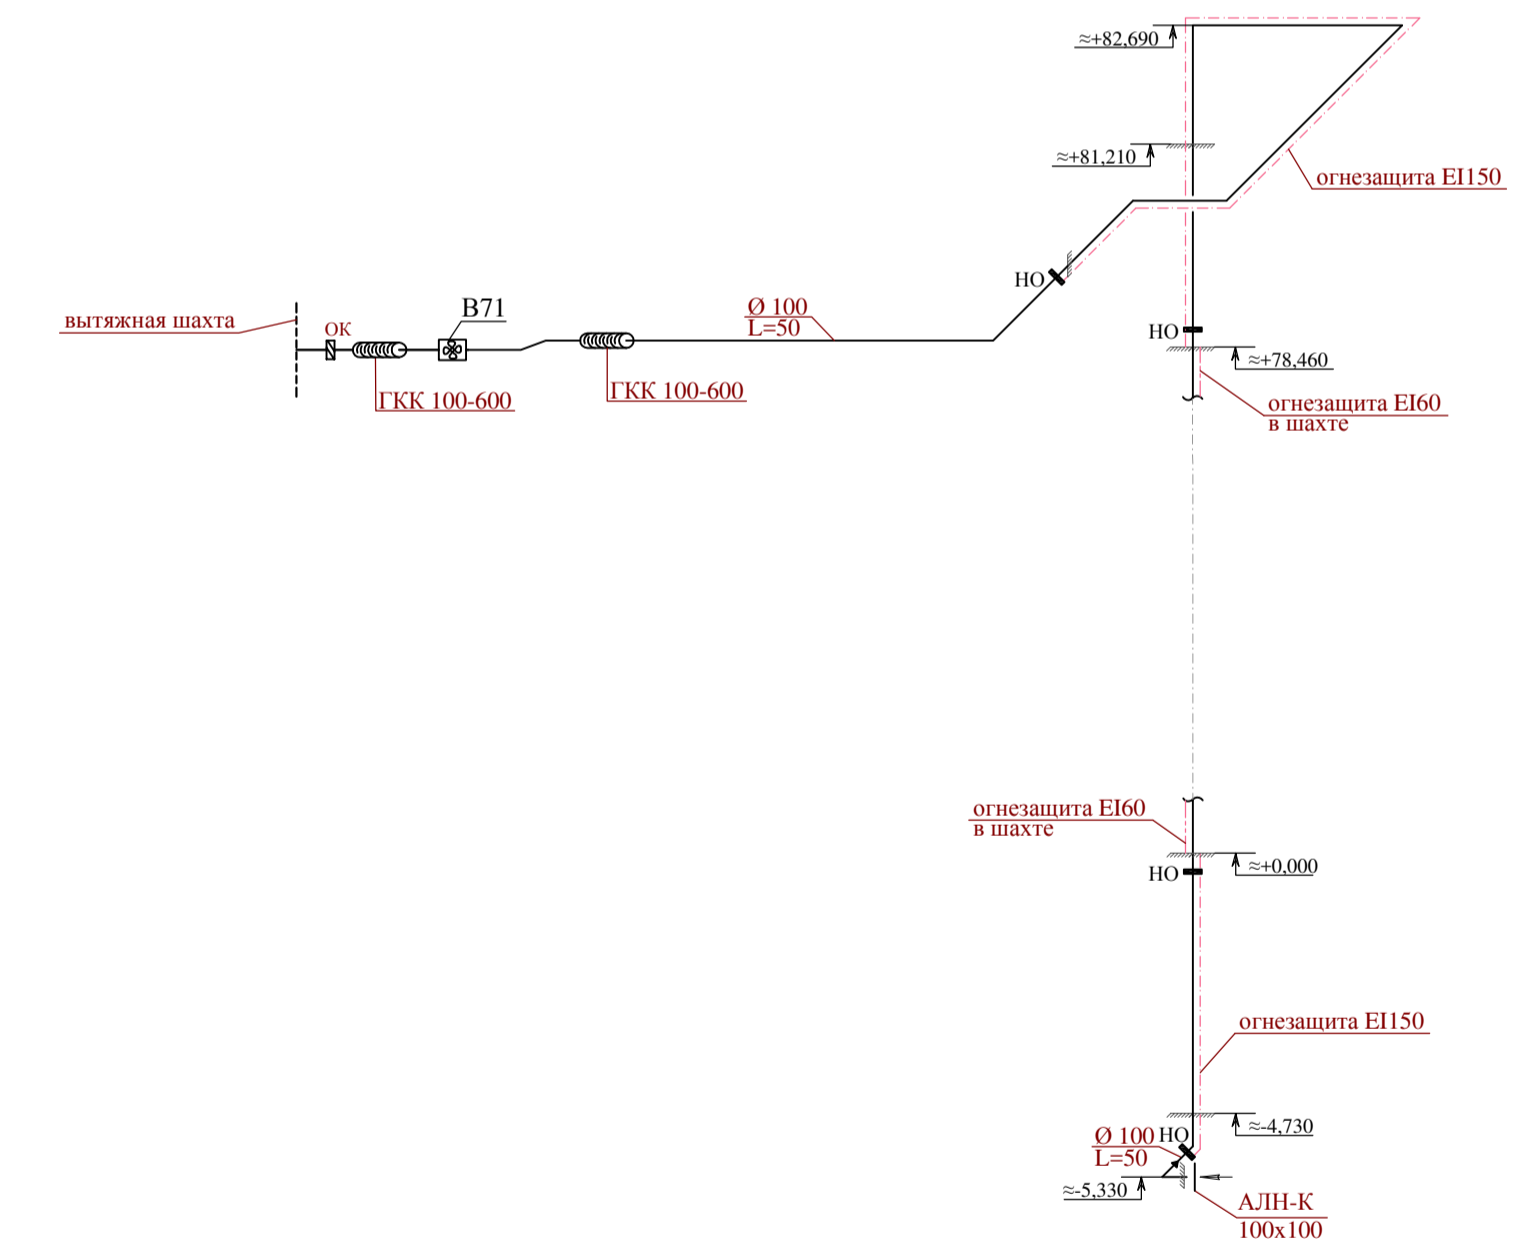 ≈+82,690
≈+81,210
огнезащита EI150
НО
В71
Ø 100
L=50
вытяжная шахта
ОК
НО
≈+78,460
ГКК 100-600
ГКК 100-600
огнезащита EI60
в шахте
огнезащита EI60
в шахте
≈+0,000
НО
огнезащита EI150
≈-4,730
Ø 100
НО
L=50
≈-5,330
АЛН-К
100x100